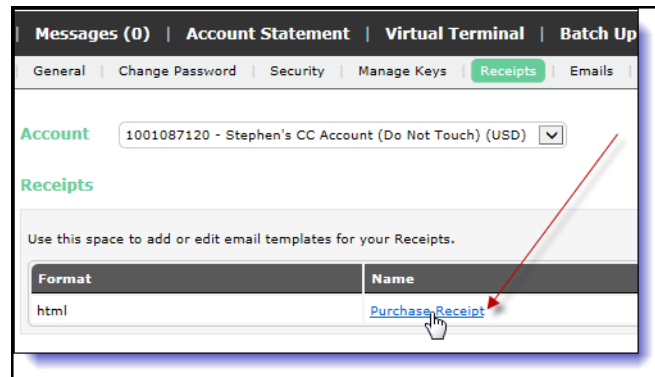 | Messages (0) | Account Statement | Virtual Terminal | Batch Up
General | Change Password | Security | Manage Keys | Receipts | Emails |
Account 1001087120 - Stephen's CC Account (Do Not Touch) (USD)
Receipts
Use this space to add or edit email templates for your Receipts.
Format Name
html Purchase Receipt